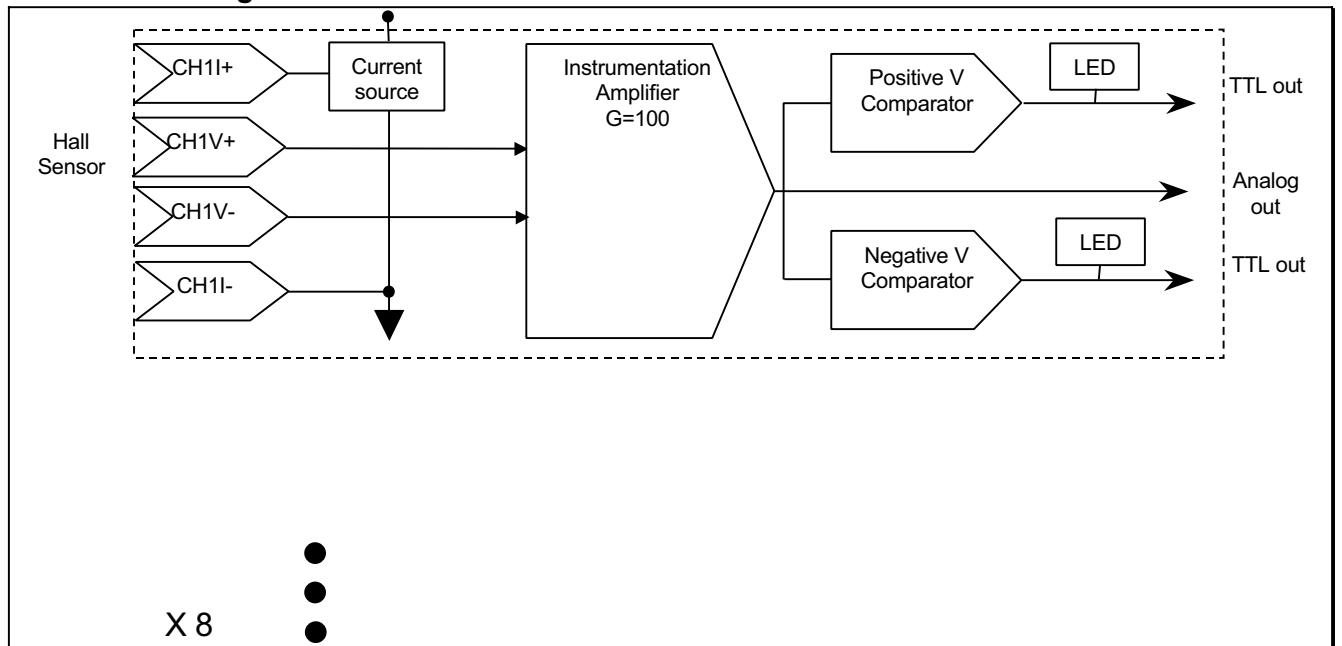 CH1I+
Current
source
Instrumentation
Amplifier
G=100
Positive V
Comparator
LED
TTL out
Hall
Sensor
CH1V+
CH1V-
Analog
out
CH1I-
Negative V
Comparator
LED
TTL out
X 8